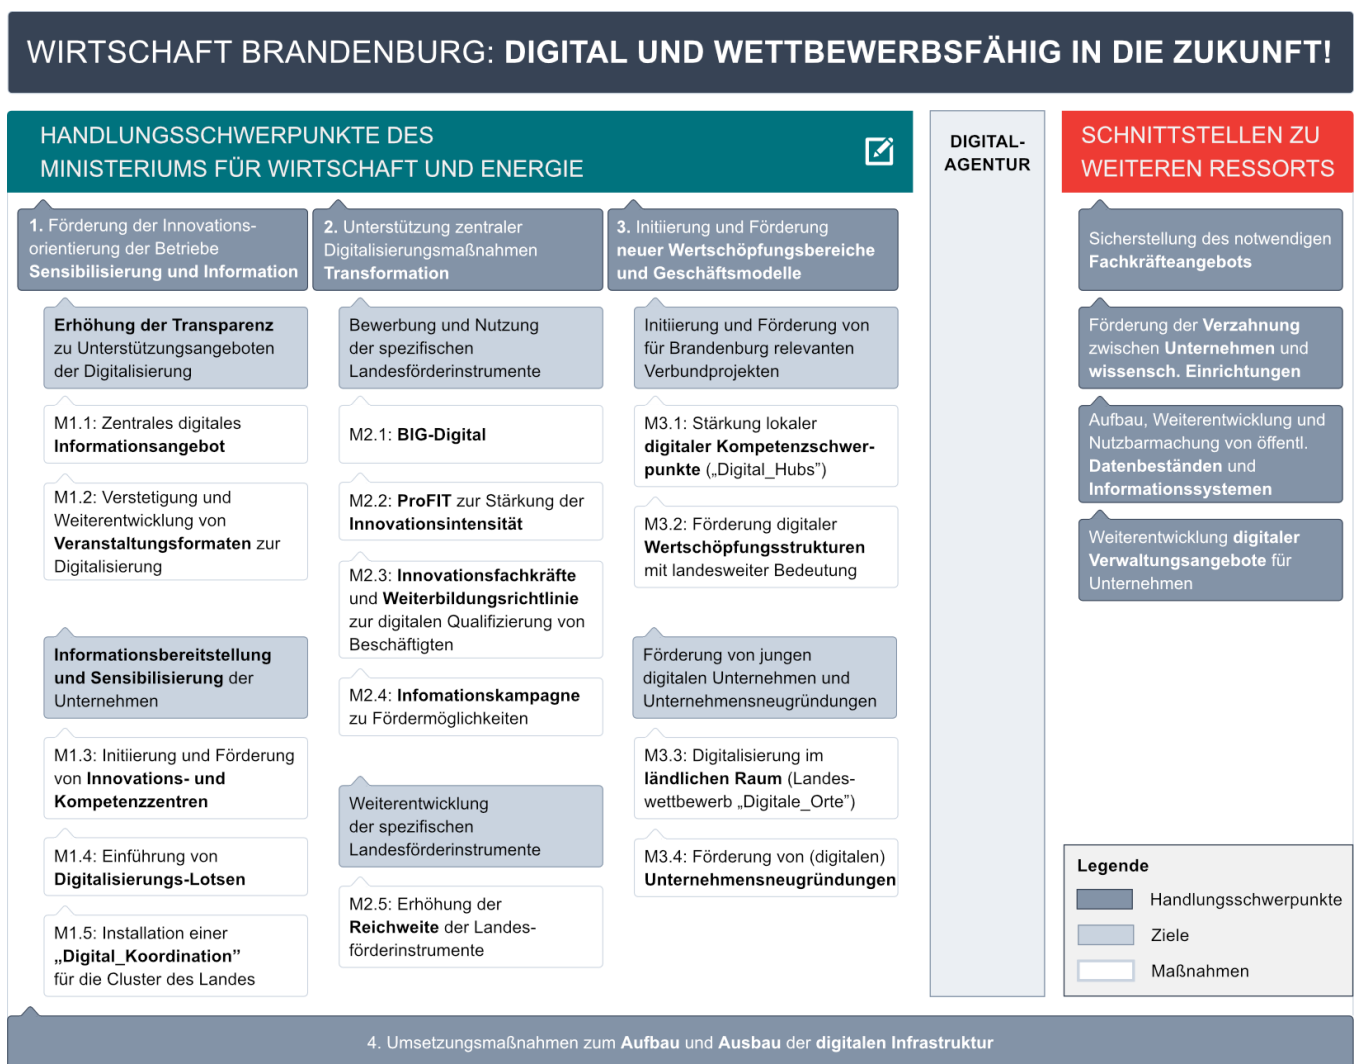 WIRTSCHAFT BRANDENBURG: DIGITAL UND WETTBEWERBSFÄHIG IN DIE ZUKUNFT!
HANDLUNGSSCHWERPUNKTE DES
MINISTERIUMS FÜR WIRTSCHAFT UND ENERGIE
1. Förderung der Innovations-
orientierung der Betriebe
Sensibilisierung und Information
Erhöhung der Transparenz
zu Unterstützungsangeboten
der Digitalisierung
M1.1: Zentrales digitales
Informationsangebot
M1.2: Verstetigung und
Weiterentwicklung von
Veranstaltungsformaten zur
Digitalisierung
Informationsbereitstellung
und Sensibilisierung der
Unternehmen
M1.3: Initiierung und Förderung
von Innovations- und
Kompetenzzentren
M1.4: Einführung von
Digitalisierungs-Lotsen
M1.5: Installation einer
„Digital_Koordination”
für die Cluster des Landes
2. Unterstützung zentraler
Digitalisierungsmaßnahmen
Transformation
Bewerbung und Nutzung
der spezifischen
Landesförderinstrumente
M2.1: BIG-Digital
M2.2: ProFIT zur Stärkung der
Innovationsintensität
M2.3: Innovationsfachkräfte
und Weiterbildungsrichtlinie
zur digitalen Qualifizierung von
Beschäftigten
M2.4: Infomationskampagne
zu Fördermöglichkeiten
Weiterentwicklung
der spezifischen
Landesförderinstrumente
M2.5: Erhöhung der
Reichweite der Landes-
förderinstrumente
3. Initiierung und Förderung
neuer Wertschöpfungsbereiche
und Geschäftsmodelle
Initiierung und Förderung von
für Brandenburg relevanten
Verbundprojekten
M3.1: Stärkung lokaler
digitaler Kompetenzschwer-
punkte („Digital_Hubs”)
M3.2: Förderung digitaler
Wertschöpfungsstrukturen
mit landesweiter Bedeutung
Förderung von jungen
digitalen Unternehmen und
Unternehmensneugründungen
M3.3: Digitalisierung im
ländlichen Raum (Landes-
wettbewerb „Digitale_Orte”)
M3.4: Förderung von (digitalen)
Unternehmensneugründungen
DIGITAL-
AGENTUR
SCHNITTSTELLEN ZU
WEITEREN RESSORTS
Sicherstellung des notwendigen
Fachkräfteangebots
Förderung der Verzahnung
zwischen Unternehmen und
wissensch. Einrichtungen
Aufbau, Weiterentwicklung und
Nutzbarmachung von öffentl.
Datenbeständen und
Informationssystemen
Weiterentwicklung digitaler
Verwaltungsangebote für
Unternehmen
Legende
Handlungsschwerpunkte
Ziele
Maßnahmen
4. Umsetzungsmaßnahmen zum Aufbau und Ausbau der digitalen Infrastruktur